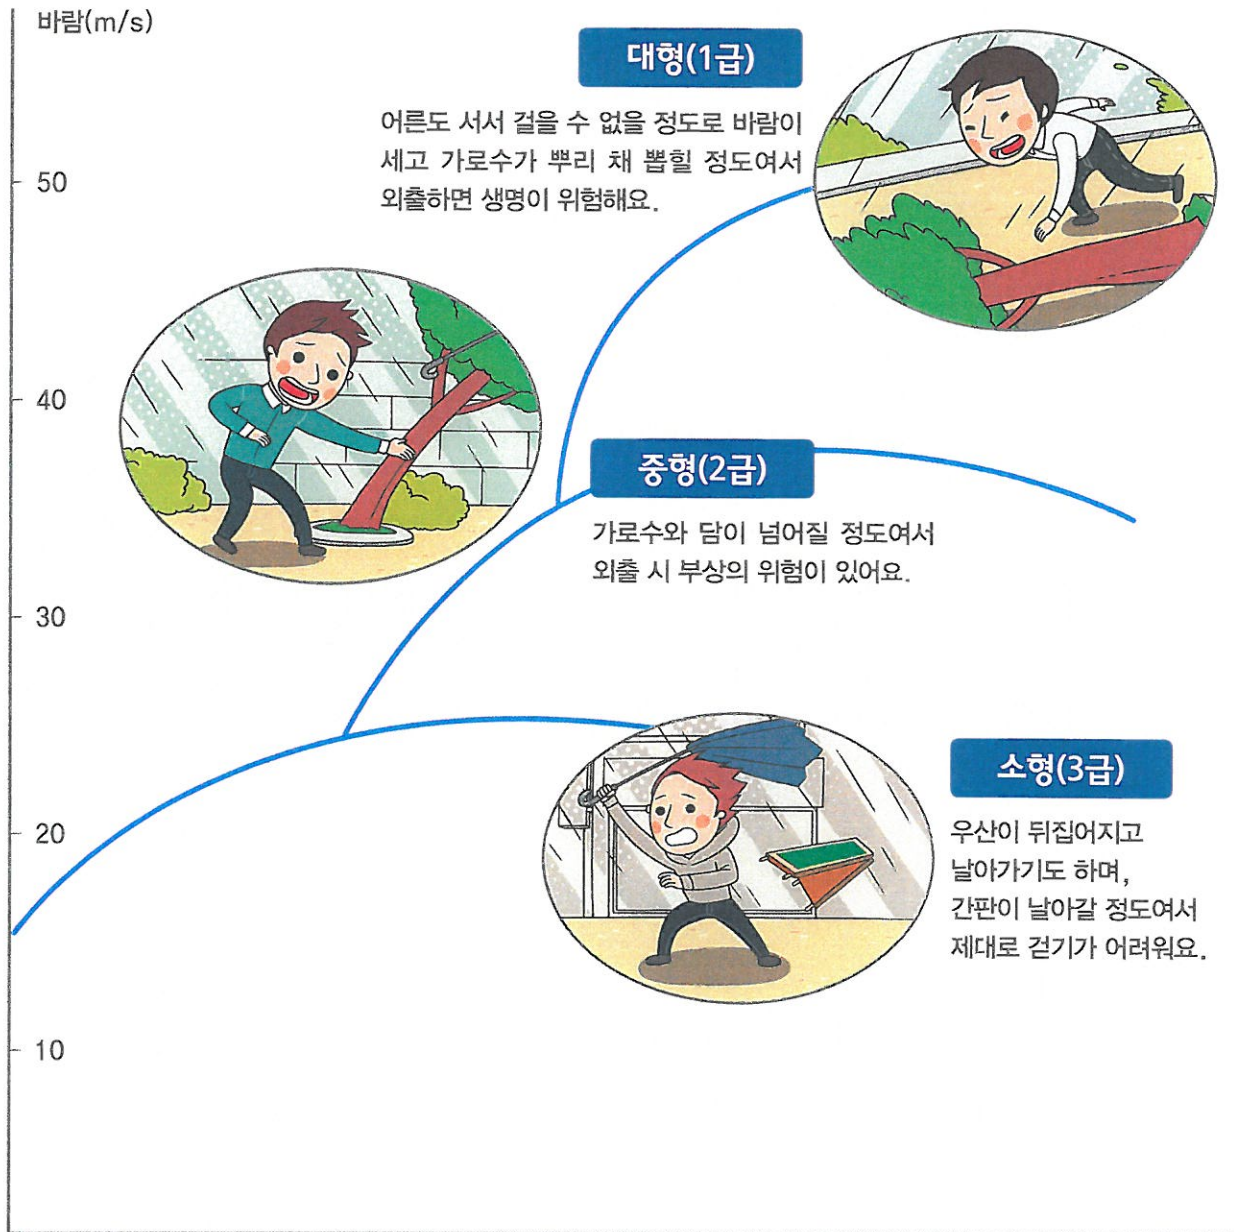 바람(m/s)
대형(1급)
어른도 서서 걸을 수 없을 정도로 바람이
세고 가로수가 뿌리 채 뽑힐 정도여서
외출하면 생명이 위험해요.
50
40
중형(2급)
가로수와 담이 넘어질 정도여서
외출 시 부상의 위험이 있어요.
30
소형(3급)
우산이 뒤집어지고
날아가기도 하며,
간판이 날아갈 정도여서
제대로 걷기가 어려워요.
20
10